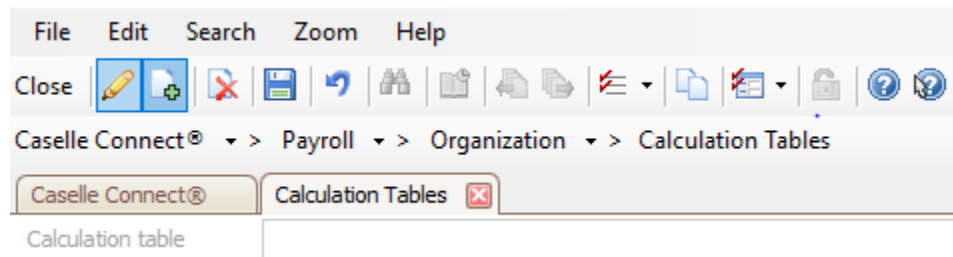 File Edit Search Zoom Help
Close
Caselle Connect® > Payroll > Organization > Calculation Tables
Caselle Connect® Calculation Tables
Calculation table